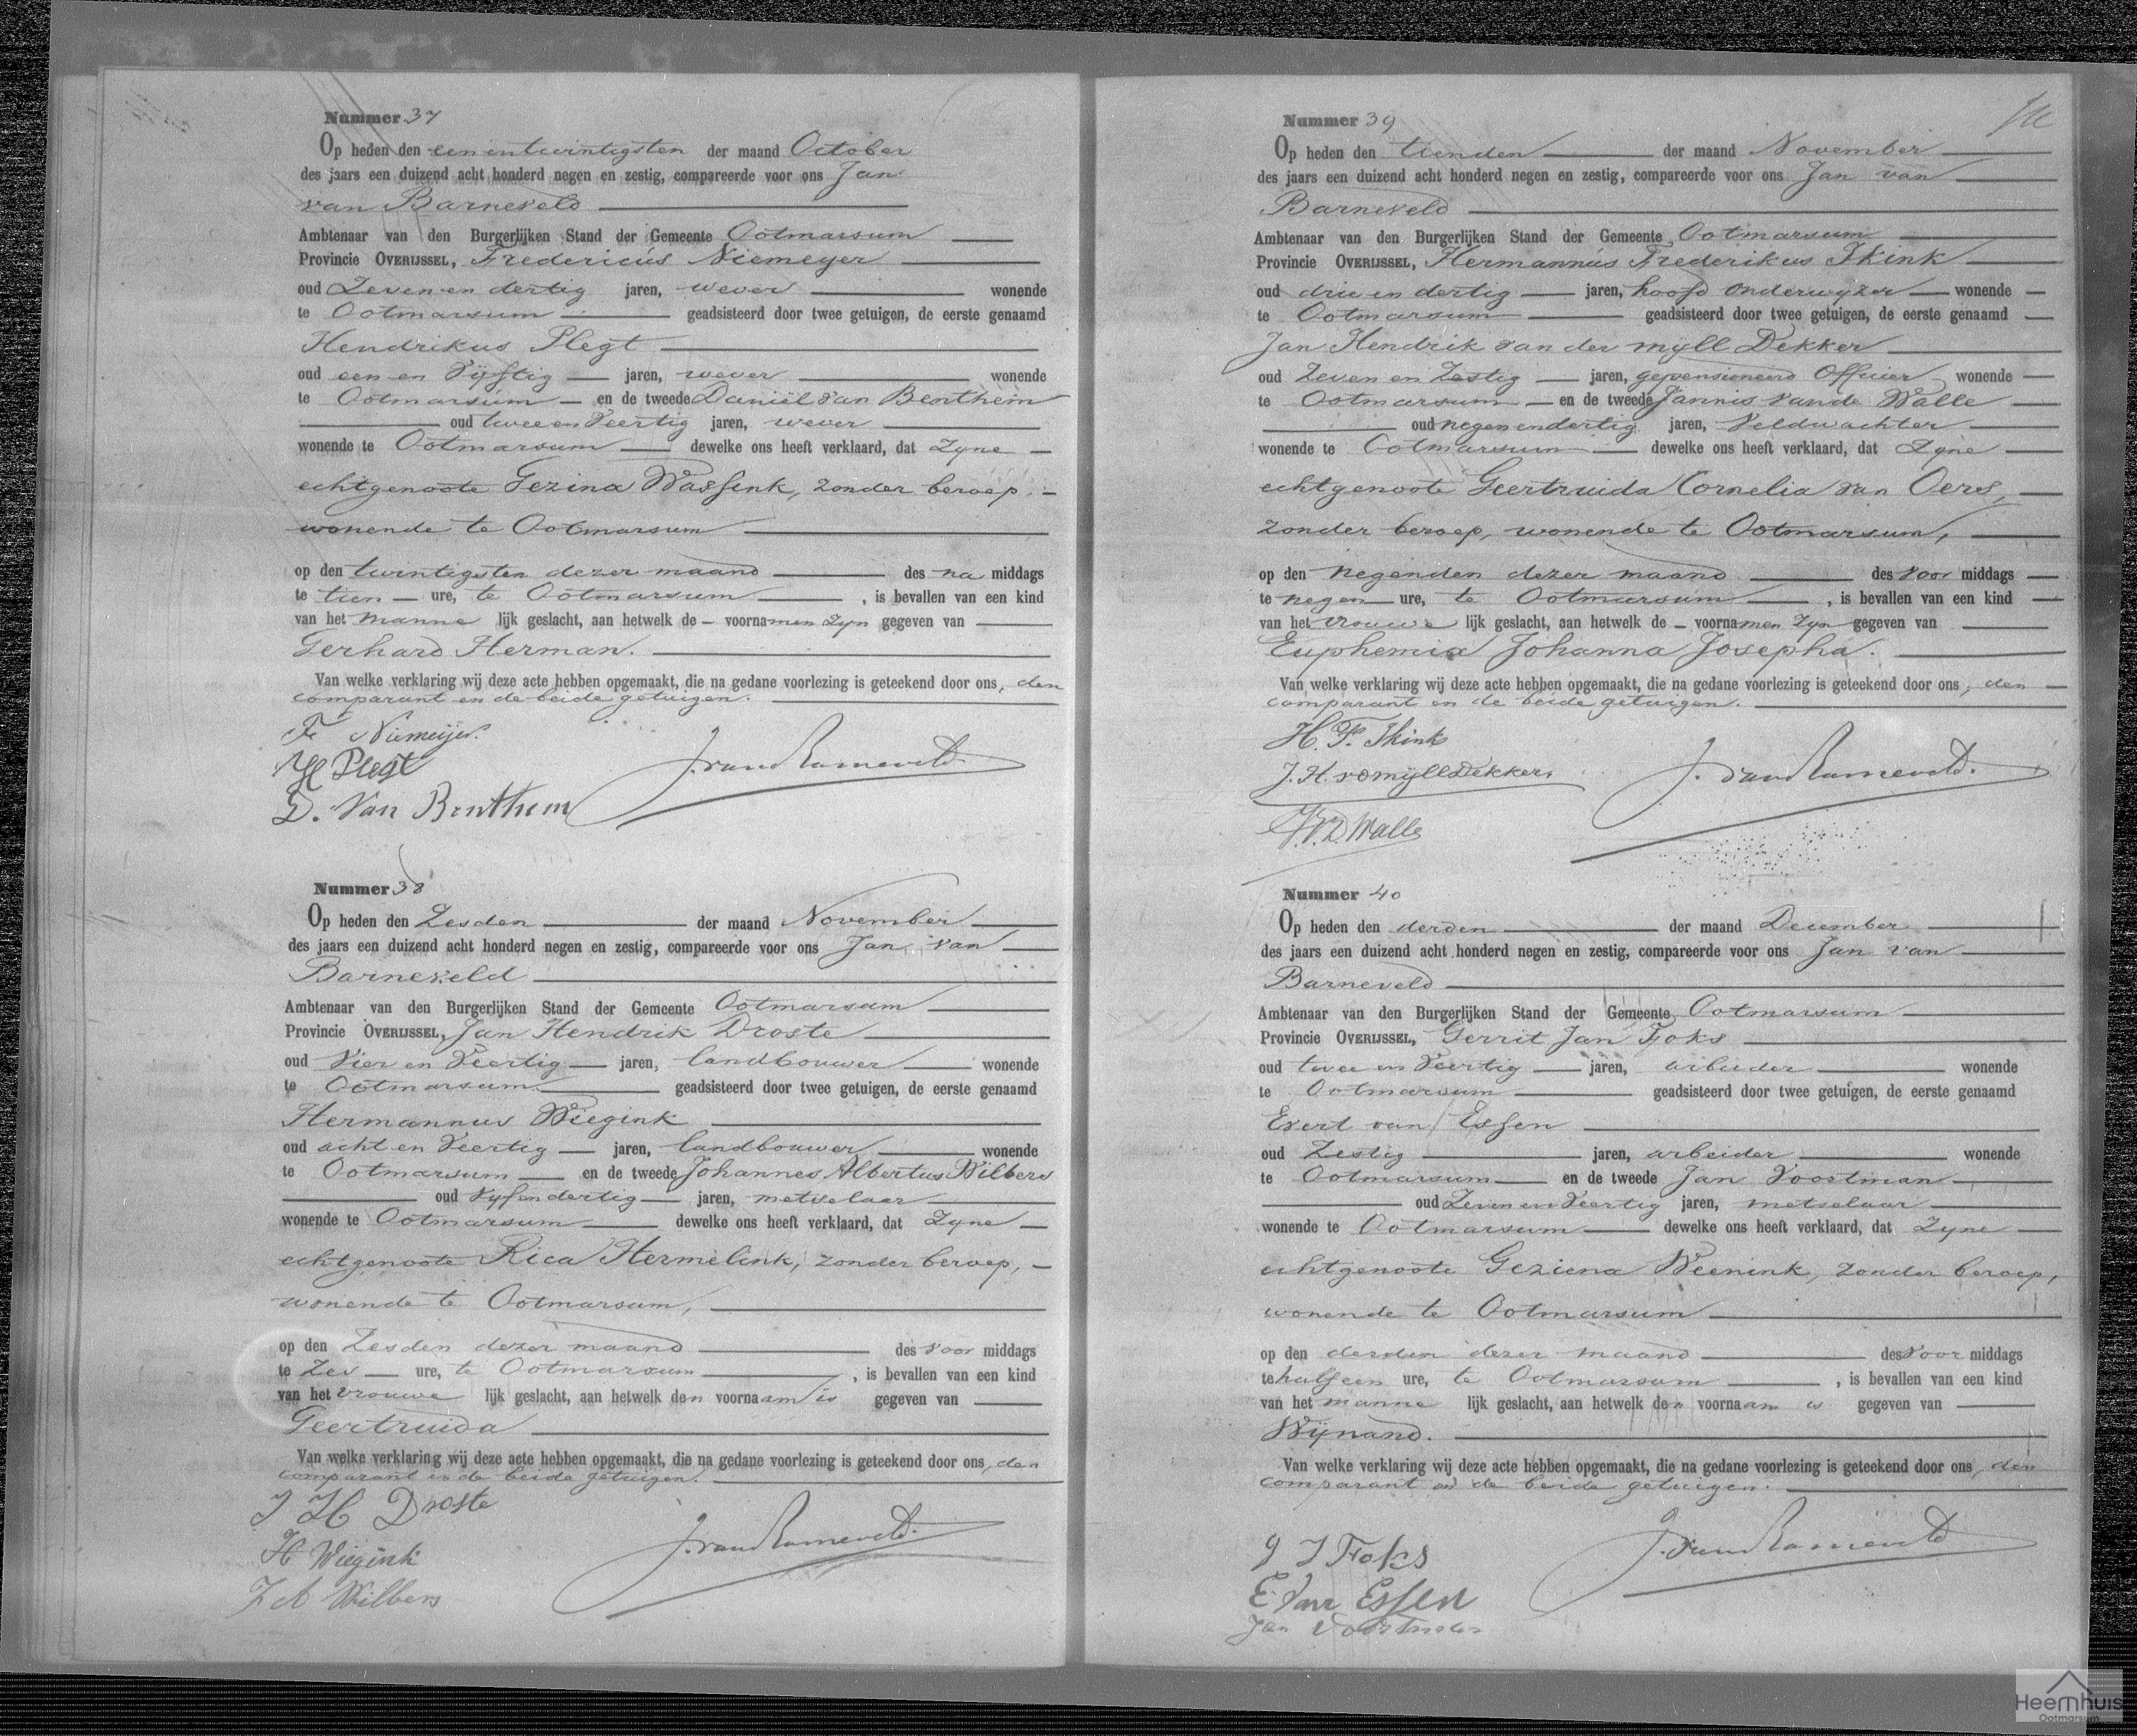 Nummer 37
Op heden den een en twintigsten der maand October
des jaars een duizend acht honderd negen en zestig, compareerde voor ons Jan
van Barneveld
Ambtenaar van den Burgerlijken Stand der Gemeente Ootmarsum
Provincie OVERIJSSEL, Fredericus Niemeyer
oud Zeven en dertig jaren, wever wonende
te Ootmarsum geadsisteerd door twee getuigen, de eerste genaamd
Hendrikus Plegt
oud een en Vijftig jaren, wever wonende
te Ootmarsum en de tweede Daniël van Benthem
oud twee en Veertig jaren, wever
wonende te Ootmarsum dewelke ons heeft verklaard, dat Zyne
echtgenoote Gezina Wassink, zonder beroep,
wonende te Ootmarsum
op den twintigsten dezer maand des na middags
te tien ure, te Ootmarsum, is bevallen van een kind
van het manne lijk geslacht, aan hetwelk de voornamen Zyn gegeven van
Gerhard Herman.
Van welke verklaring wij deze acte hebben opgemaakt, die na gedane voorlezing is geteekend door ons, den
comparant en de beide getuigen.
F Niemeijer.
H Plegt
D. Van Benthem
J. van Barneveld.
Nummer 38
Op heden den Zesden der maand November
des jaars een duizend acht honderd negen en zestig, compareerde voor ons Jan van
Barneveld
Ambtenaar van den Burgerlijken Stand der Gemeente Ootmarsum
Provincie OVERIJSSEL, Jan Hendrik Droste
oud Vier en Veertig jaren, landbouwer wonende
te Ootmarsum geadsisteerd door twee getuigen, de eerste genaamd
Hermannus Wiegink
oud acht en Veertig jaren, landbouwer wonende
te Ootmarsum en de tweede Johannes Albertus Wilbers
oud Vyf en dertig jaren, metselaar
wonende te Ootmarsum dewelke ons heeft verklaard, dat Zyne
echtgenoote Rica Hermelink, zonder beroep,
wonende te Ootmarsum,
op den Zesden dezer maand des voor middags
te Zes ure, te Ootmarsum, is bevallen van een kind
van het vrouwe lijk geslacht, aan hetwelk den voornaam is gegeven van
Geertruida
Van welke verklaring wij deze acte hebben opgemaakt, die na gedane voorlezing is geteekend door ons, den
comparant en de beide getuigen.
J H Droste
H Wiegink
J A Wilbers
J. van Barneveld.
Nummer 39
Op heden den tienden der maand November
des jaars een duizend acht honderd negen en zestig, compareerde voor ons Jan van
Barneveld
Ambtenaar van den Burgerlijken Stand der Gemeente Ootmarsum
Provincie OVERIJSSEL, Hermannus Frederikus Ikink
oud drie en dertig jaren, hoofd onderwyzer wonende
te Ootmarsum geadsisteerd door twee getuigen, de eerste genaamd
Jan Hendrik van der mijll Dekker
oud Zeven en Zestig jaren, gepensioneerd Officier wonende
te Ootmarsum en de tweede Jannis van de Walle
oud negen en dertig jaren, Veldwachter
wonende te Ootmarsum dewelke ons heeft verklaard, dat Zyne
echtgenoote Geertruida Cornelia van Oers,
zonder beroep, wonende te Ootmarsum,
op den Negenden dezer maand des voor middags
te negen ure, te Ootmarsum, is bevallen van een kind
van het vrouwe lijk geslacht, aan hetwelk de voornamen Zyn gegeven van
Euphemia Johanna Josepha.
Van welke verklaring wij deze acte hebben opgemaakt, die na gedane voorlezing is geteekend door ons, den
comparant en de beide getuigen.
H. F. Ikink
J. H. vd mijll Dekker.
J. V. D. Walle
J. van Barneveld.
Nummer 40
Op heden den derden der maand December
des jaars een duizend acht honderd negen en zestig, compareerde voor ons Jan van
Barneveld
Ambtenaar van den Burgerlijken Stand der Gemeente Ootmarsum
Provincie OVERIJSSEL, Gerrit Jan Foks
oud twee en Veertig jaren, arbeider wonende
te Ootmarsum geadsisteerd door twee getuigen, de eerste genaamd
Evert van Essen
oud Zestig jaren, arbeider wonende
te Ootmarsum en de tweede Jan Voortman
oud Zeven en Veertig jaren, metselaar
wonende te Ootmarsum dewelke ons heeft verklaard, dat Zyne
echtgenoote Geziena Weenink, zonder beroep,
wonende te Ootmarsum
op den derden dezer maand des voor middags
te half een ure, te Ootmarsum, is bevallen van een kind
van het manne lijk geslacht, aan hetwelk den voornaam is gegeven van
Wijnand.
Van welke verklaring wij deze acte hebben opgemaakt, die na gedane voorlezing is geteekend door ons, den
comparant en de beide getuigen.
G J Foks
E Van Essen
Jan
J. van Barneveld
Heemhuis
Ootmarsum